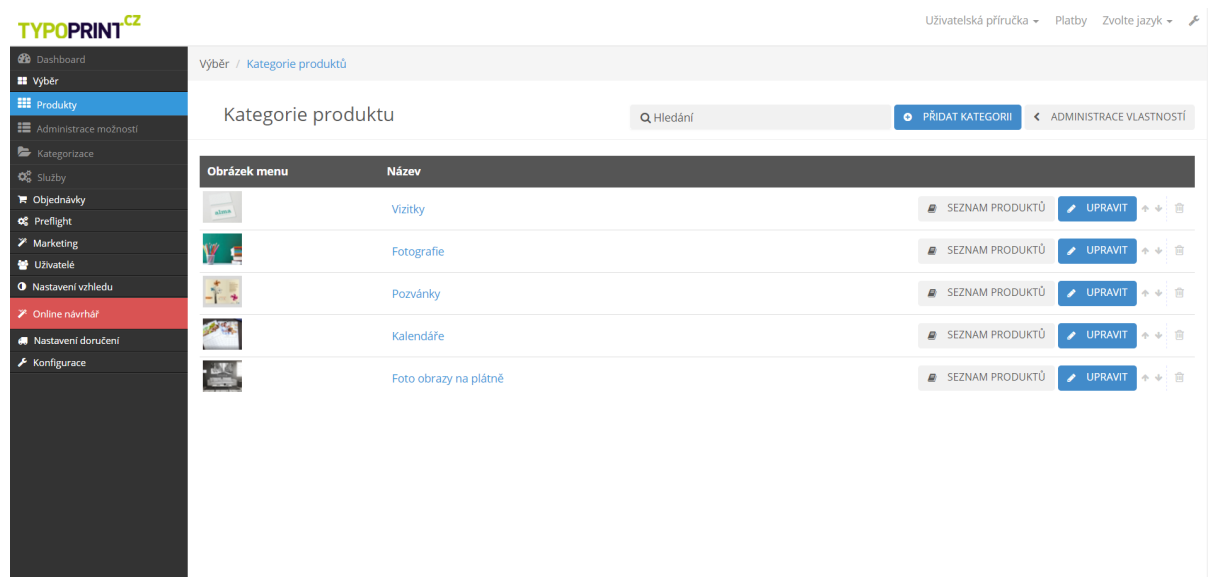 TYPOPRINT.CZ
Uživatelská příručka Platby Zvolte jazyk
Dashboard
Výběr
Produkty
Administrace možností
Kategorizace
Služby
Objednávky
Preflight
Marketing
Uživatelé
Nastavení vzhledu
Online návrhář
Nastavení doručení
Konfigurace
Výběr / Kategorie produktů
Kategorie produktu
Hledání
PŘIDAT KATEGORII
ADMINISTRACE VLASTNOSTÍ
Obrázek menu Název
Vizitky SEZNAM PRODUKTŮ UPRAVIT
Fotografie SEZNAM PRODUKTŮ UPRAVIT
Pozvánky SEZNAM PRODUKTŮ UPRAVIT
Kalendáře SEZNAM PRODUKTŮ UPRAVIT
Foto obrazy na plátně SEZNAM PRODUKTŮ UPRAVIT